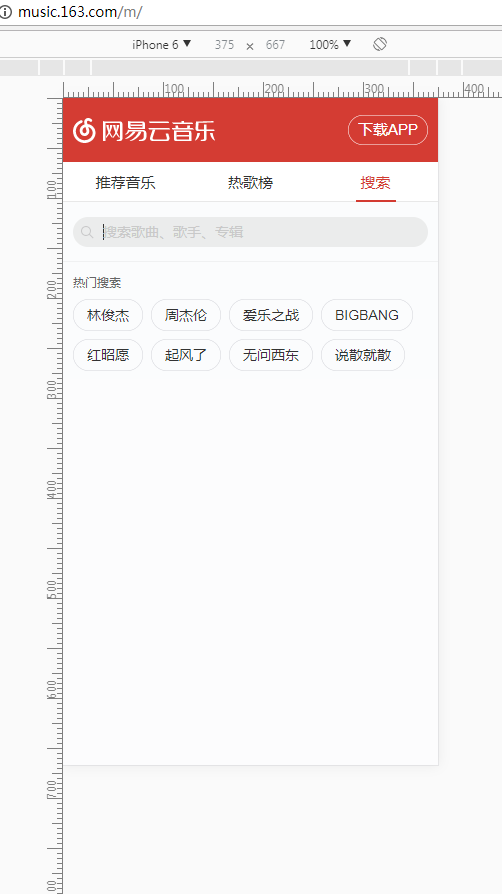 music.163.com/m/
iPhone 6 ▼ 375 × 667 100% ▼
100 200 300 400
网易云音乐 下载APP
推荐音乐 热歌榜 搜索
搜索歌曲、歌手、专辑
热门搜索
林俊杰 周杰伦 爱乐之战 BIGBANG
红昭愿 起风了 无问西东 说散就散
100
200
300
400
500
600
700